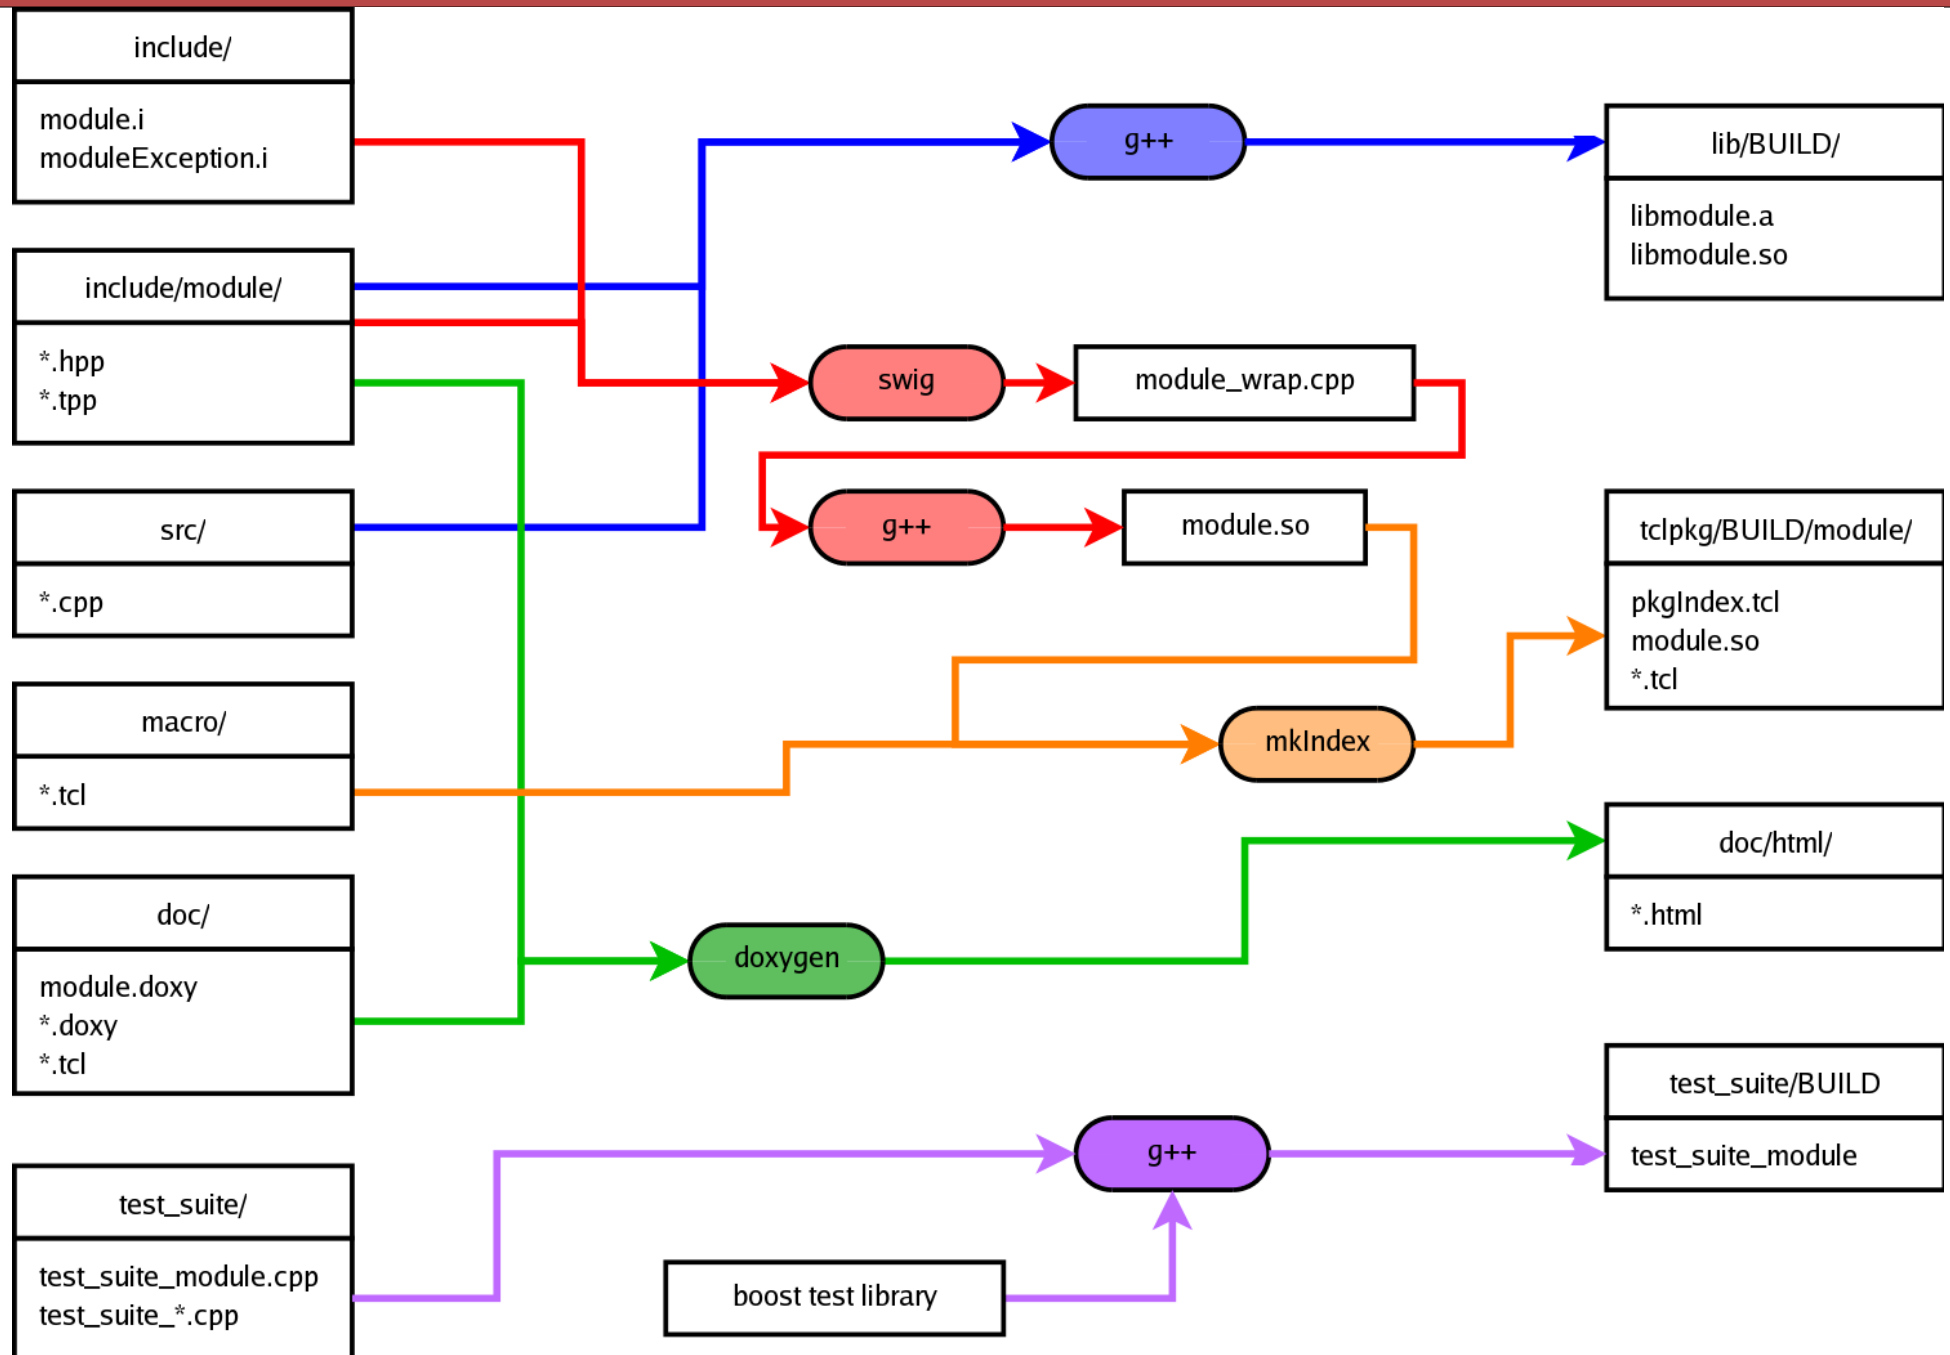 include/
module.i
moduleException.i
include/module/
*.hpp
*.tpp
src/
*.cpp
macro/
*.tcl
doc/
module.doxy
*.doxy
*.tcl
test_suite/
test_suite_module.cpp
test_suite_*.cpp
g++
swig
module_wrap.cpp
g++
module.so
mkIndex
doxygen
g++
boost test library
lib/BUILD/
libmodule.a
libmodule.so
tclpkg/BUILD/module/
pkgIndex.tcl
module.so
*.tcl
doc/html/
*.html
test_suite/BUILD
test_suite_module